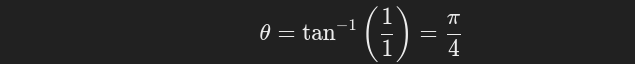 θ = tan⁻¹ (1/1) = π/4